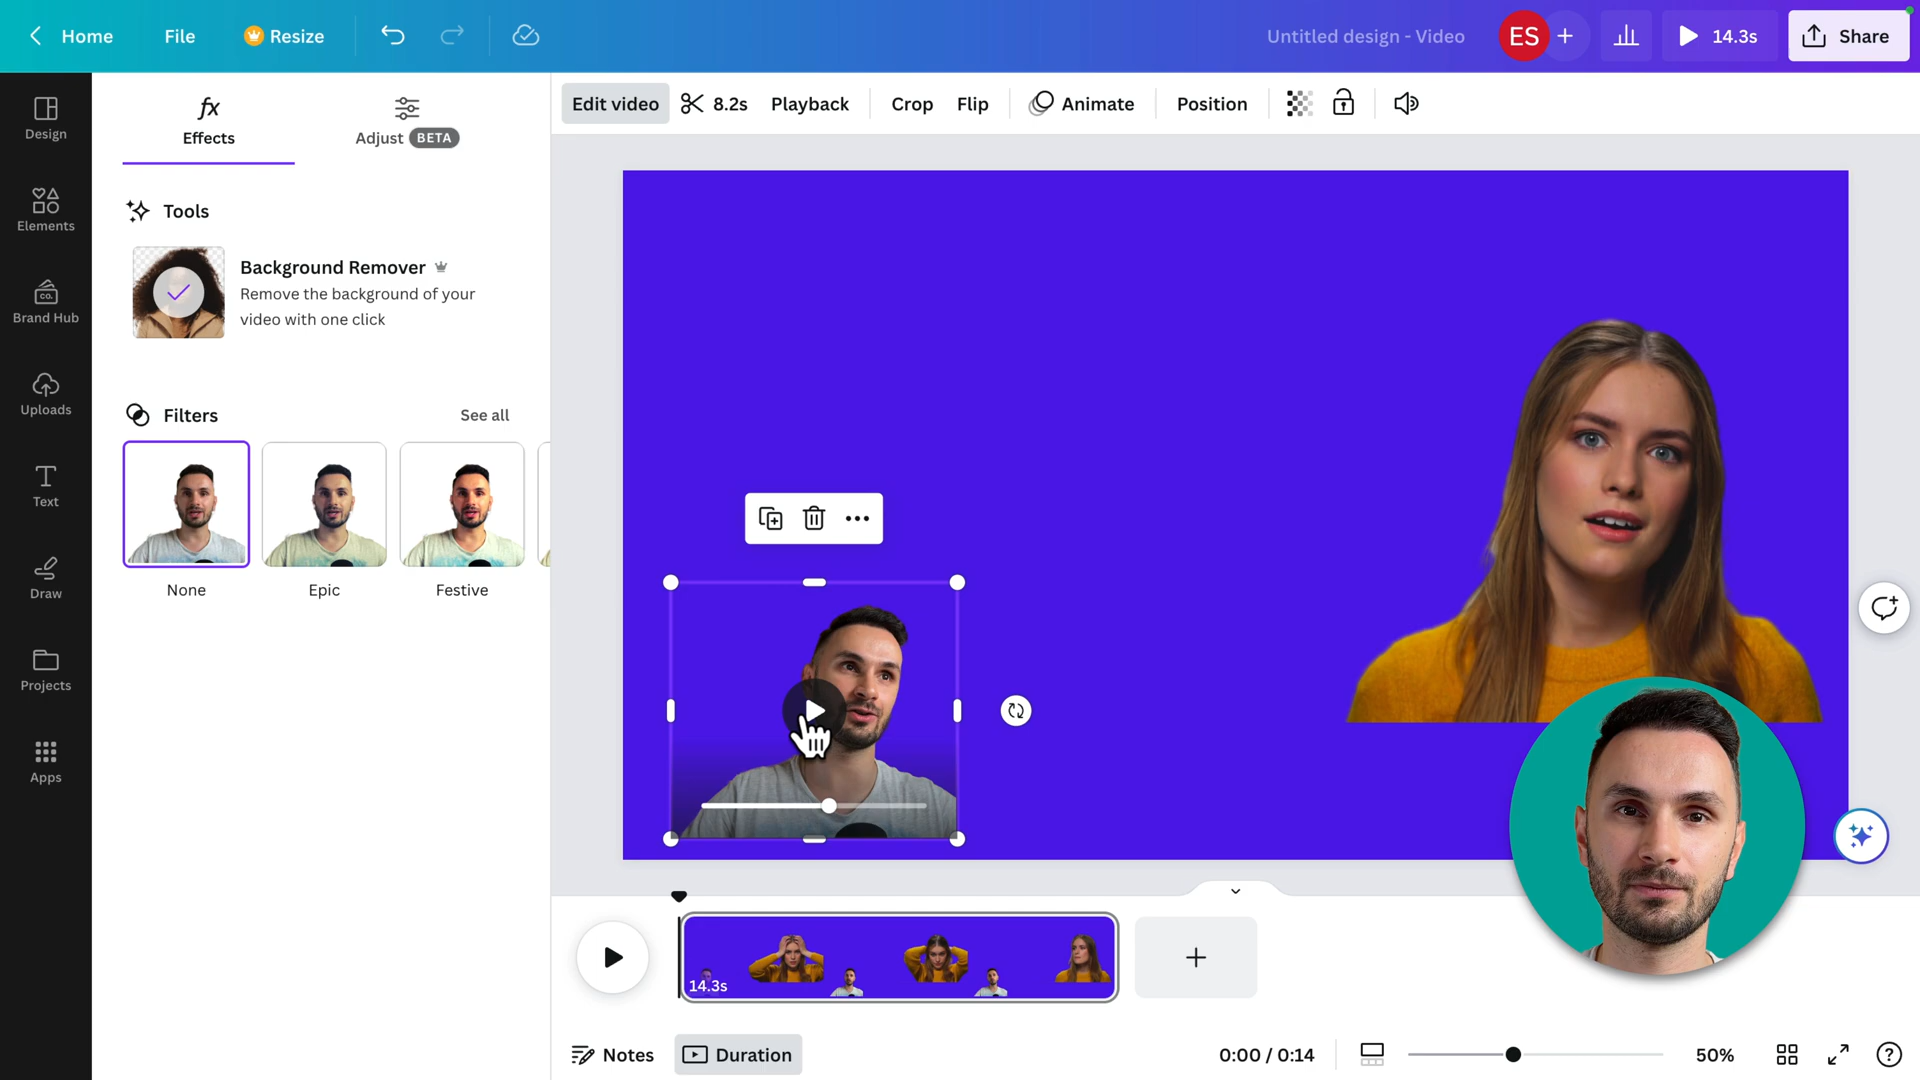 Home
File
Resize
Untitled design - Video
ES
14.3s
Share
Design
Elements
CO.
Brand Hub
Uploads
Text
Draw
Projects
Apps
fx
Effects
Adjust BETA
Tools
Background Remover
Remove the background of your
video with one click
Filters
See all
None
Epic
Festive
Edit video
8.2s
Playback
Crop
Flip
Animate
Position
14.3s
Notes
Duration
0:00 / 0:14
50%